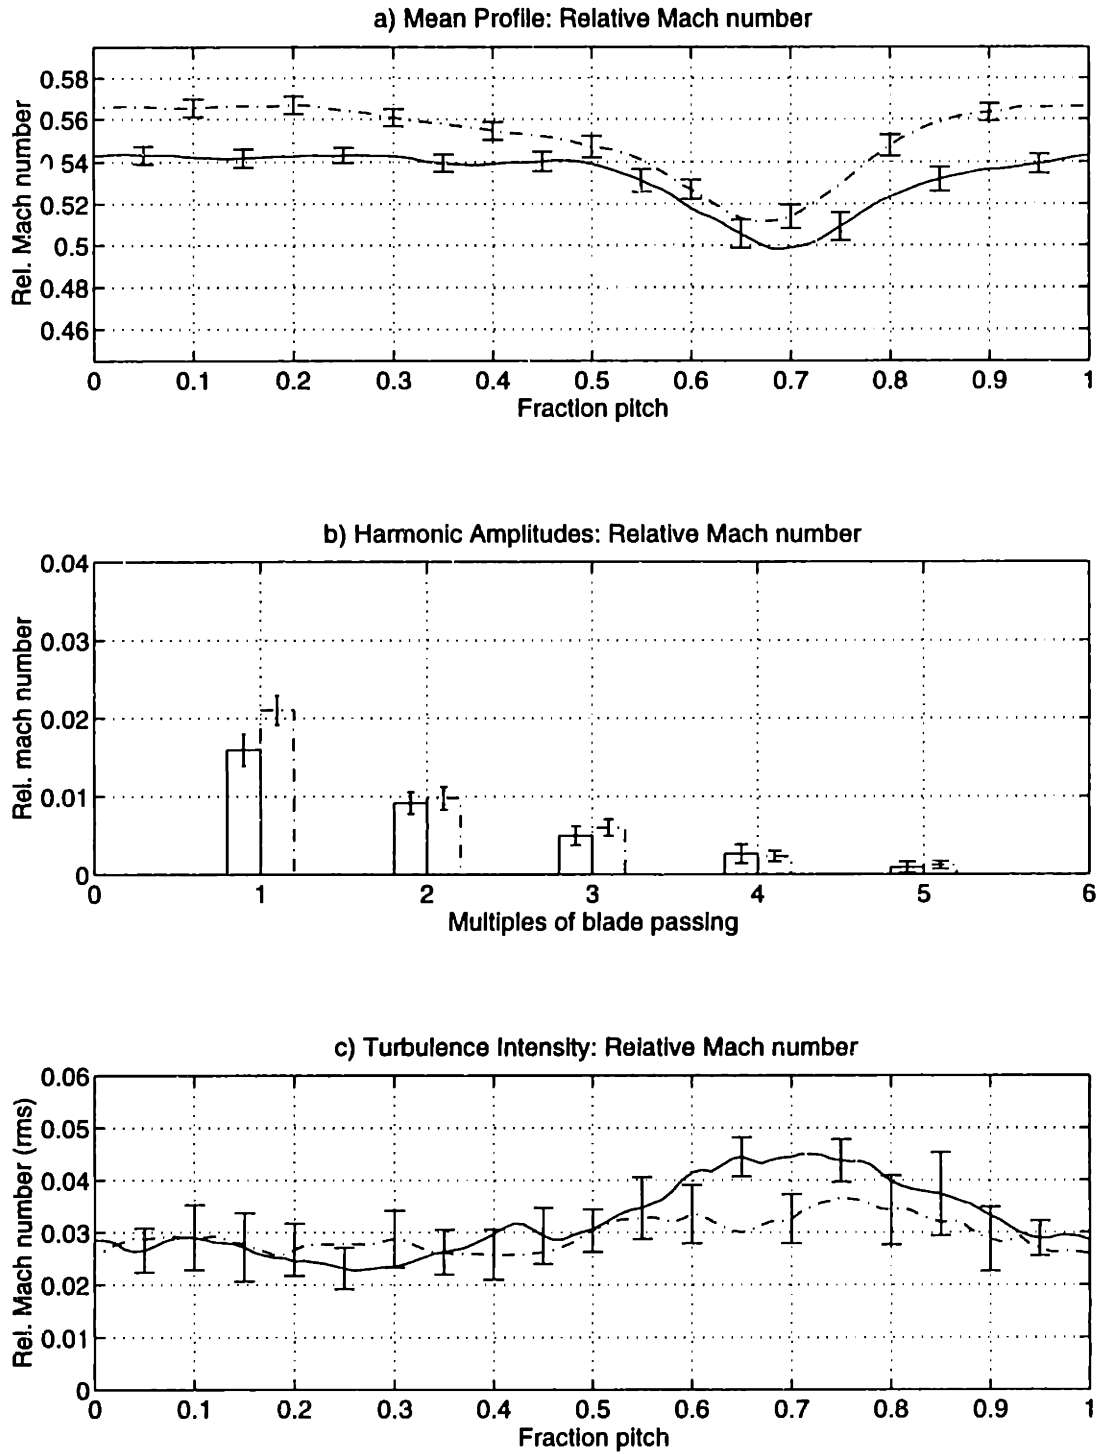 a) Mean Profile: Relative Mach number
Rel. Mach number
0.58
0.56
0.54
0.52
0.5
0.48
0.46
0 0.1 0.2 0.3 0.4 0.5 0.6 0.7 0.8 0.9 1
Fraction pitch
b) Harmonic Amplitudes: Relative Mach number
Rel. mach number
0.04
0.03
0.02
0.01
0
0 1 2 3 4 5 6
Multiples of blade passing
c) Turbulence Intensity: Relative Mach number
Rel. Mach number (rms)
0.06
0.05
0.04
0.03
0.02
0.01
0
0 0.1 0.2 0.3 0.4 0.5 0.6 0.7 0.8 0.9 1
Fraction pitch